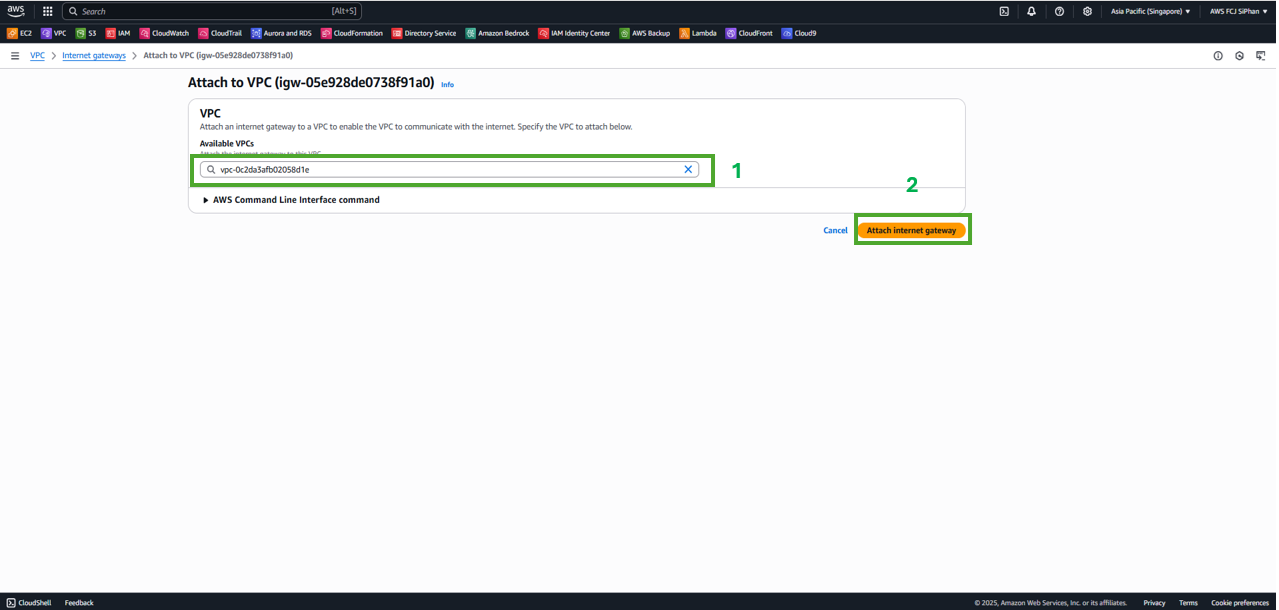 aws
Search [Alt+S] Asia Pacific (Singapore) AWS FCJ SiPhan
EC2 VPC S3 IAM CloudWatch CloudTrail Aurora and RDS CloudFormation Directory Service Amazon Bedrock IAM Identity Center AWS Backup Lambda CloudFront Cloud9
VPC > Internet gateways > Attach to VPC (igw-05e928de0738f91a0)
Attach to VPC (igw-05e928de0738f91a0) Info
VPC
Attach an internet gateway to a VPC to enable the VPC to communicate with the internet. Specify the VPC to attach below.
Available VPCs
Attach the internet gateway to this VPC.
vpc-0c2da3afb02058d1e
1
AWS Command Line Interface command
2
Cancel Attach internet gateway
CloudShell Feedback © 2025, Amazon Web Services, Inc. or its affiliates. Privacy Terms Cookie preferences